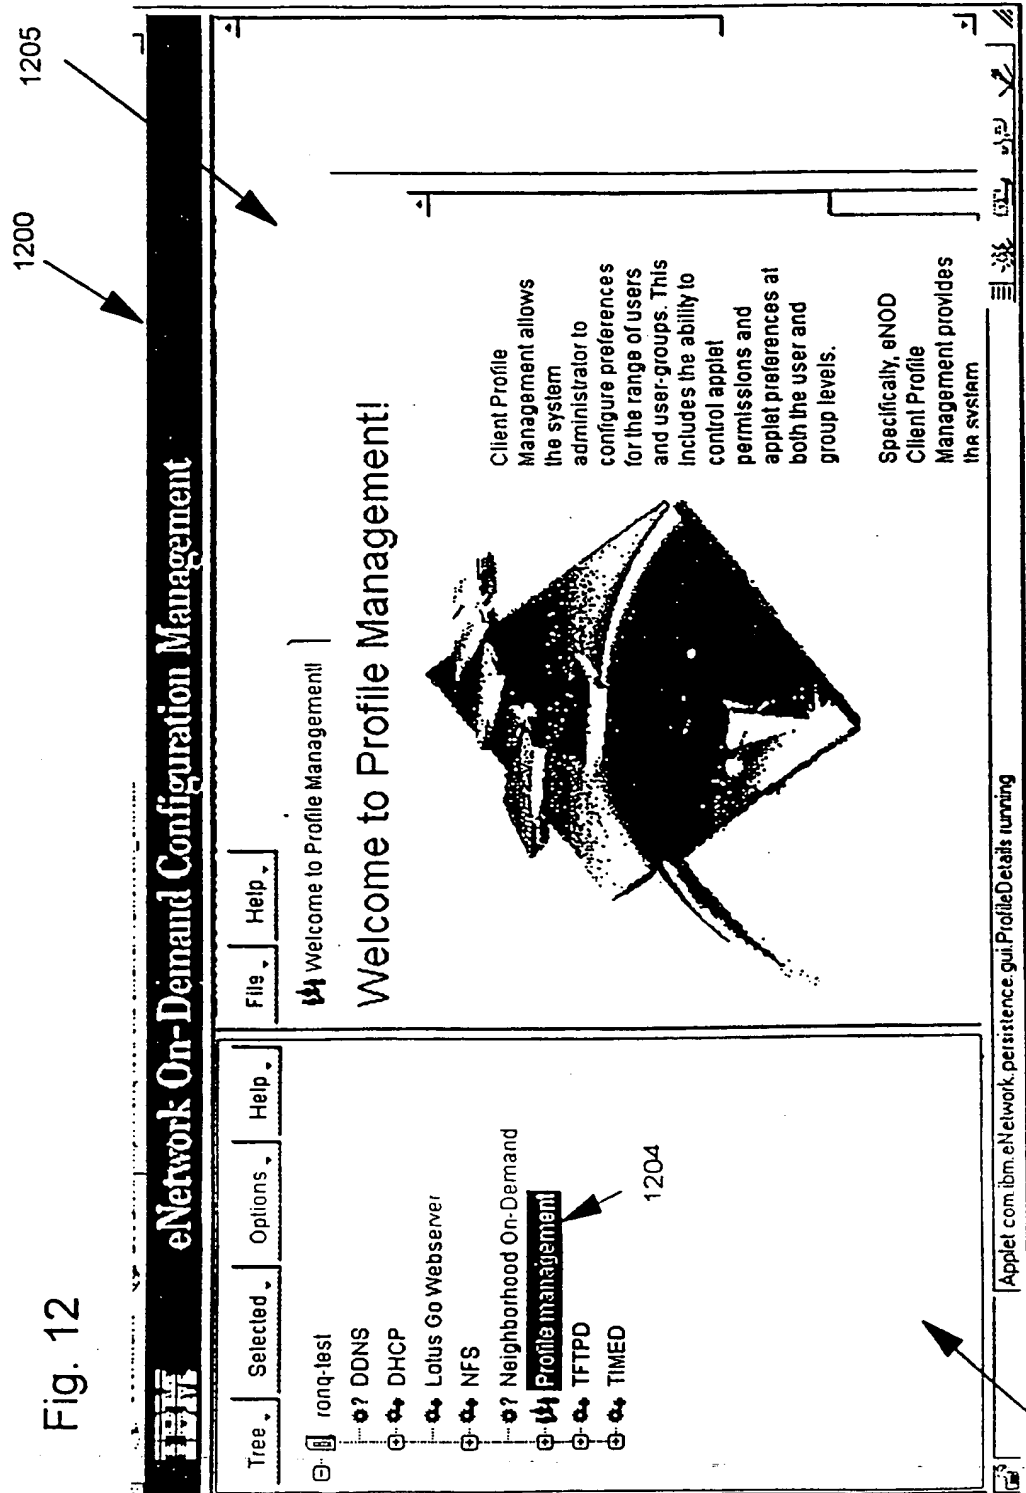 Fig. 12
1200
1205
IBM
eNetwork On-Demand Configuration Management
Tree
Selected
Options
Help
ronq-test
? DDNS
DHCP
Lotus Go Webserver
NFS
? Neighborhood On-Demand
Profile management
TFTPD
TIMED
1204
File
Help
Welcome to Profile Management!
Welcome to Profile Management!
Client Profile
Management allows
the system
administrator to
configure preferences
for the range of users
and user-groups. This
Includes the ability to
control applet
permissions and
applet preferences at
both the user and
group levels.
Specifically, eNOD
Client Profile
Management provides
the system
Applet com.ibm.eNetwork.persistence.gui.ProfileDetails running